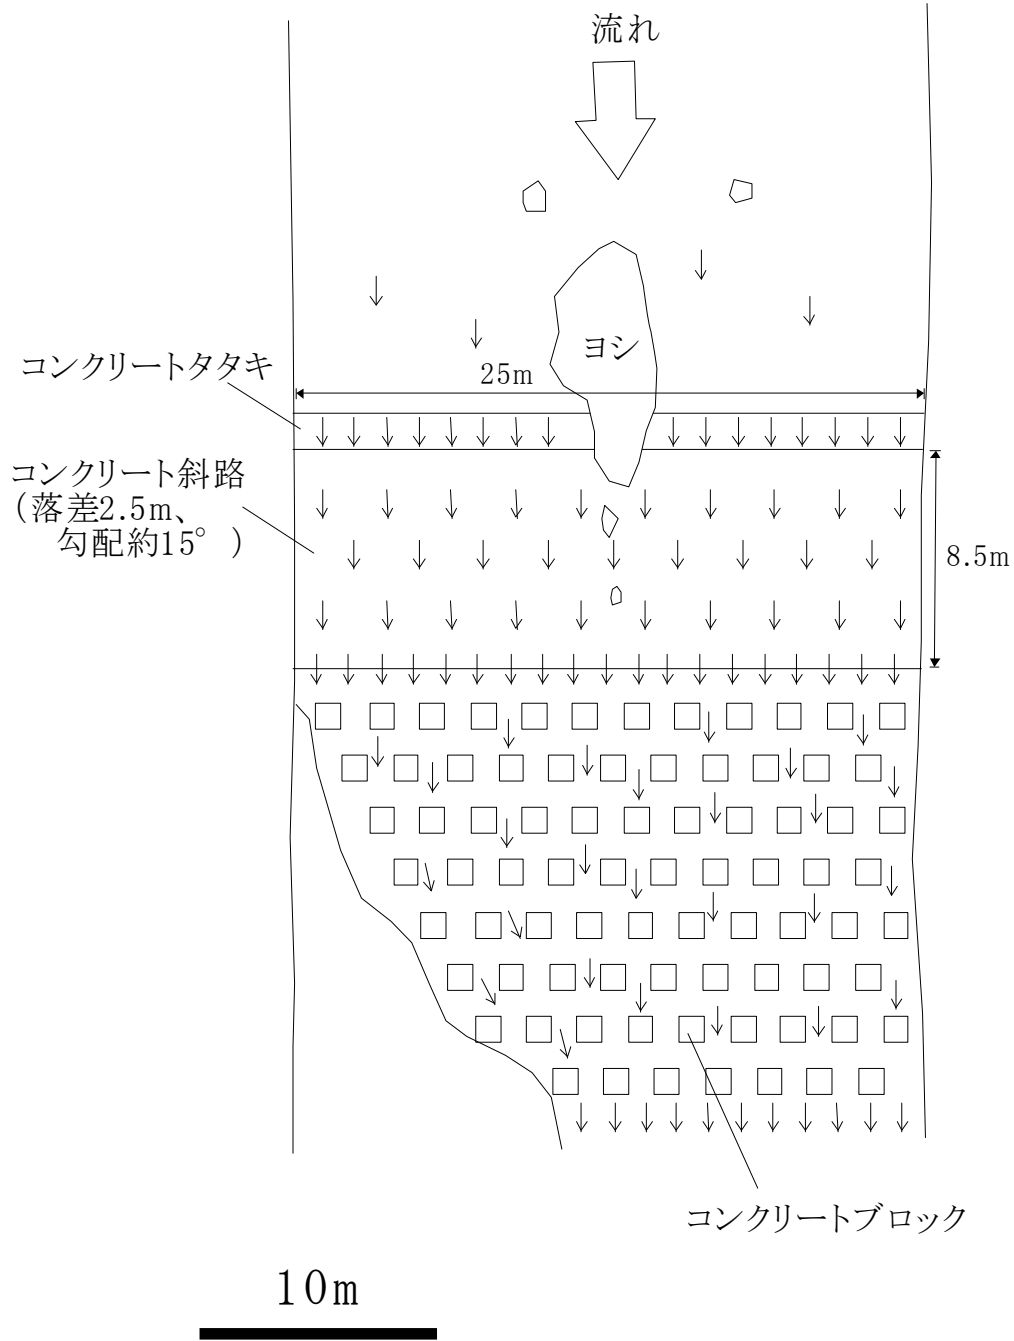 流れ
ヨシ
25m
コンクリートタタキ
コンクリート斜路
（落差2.5m、
勾配約15°）
8.5m
コンクリートブロック
10m